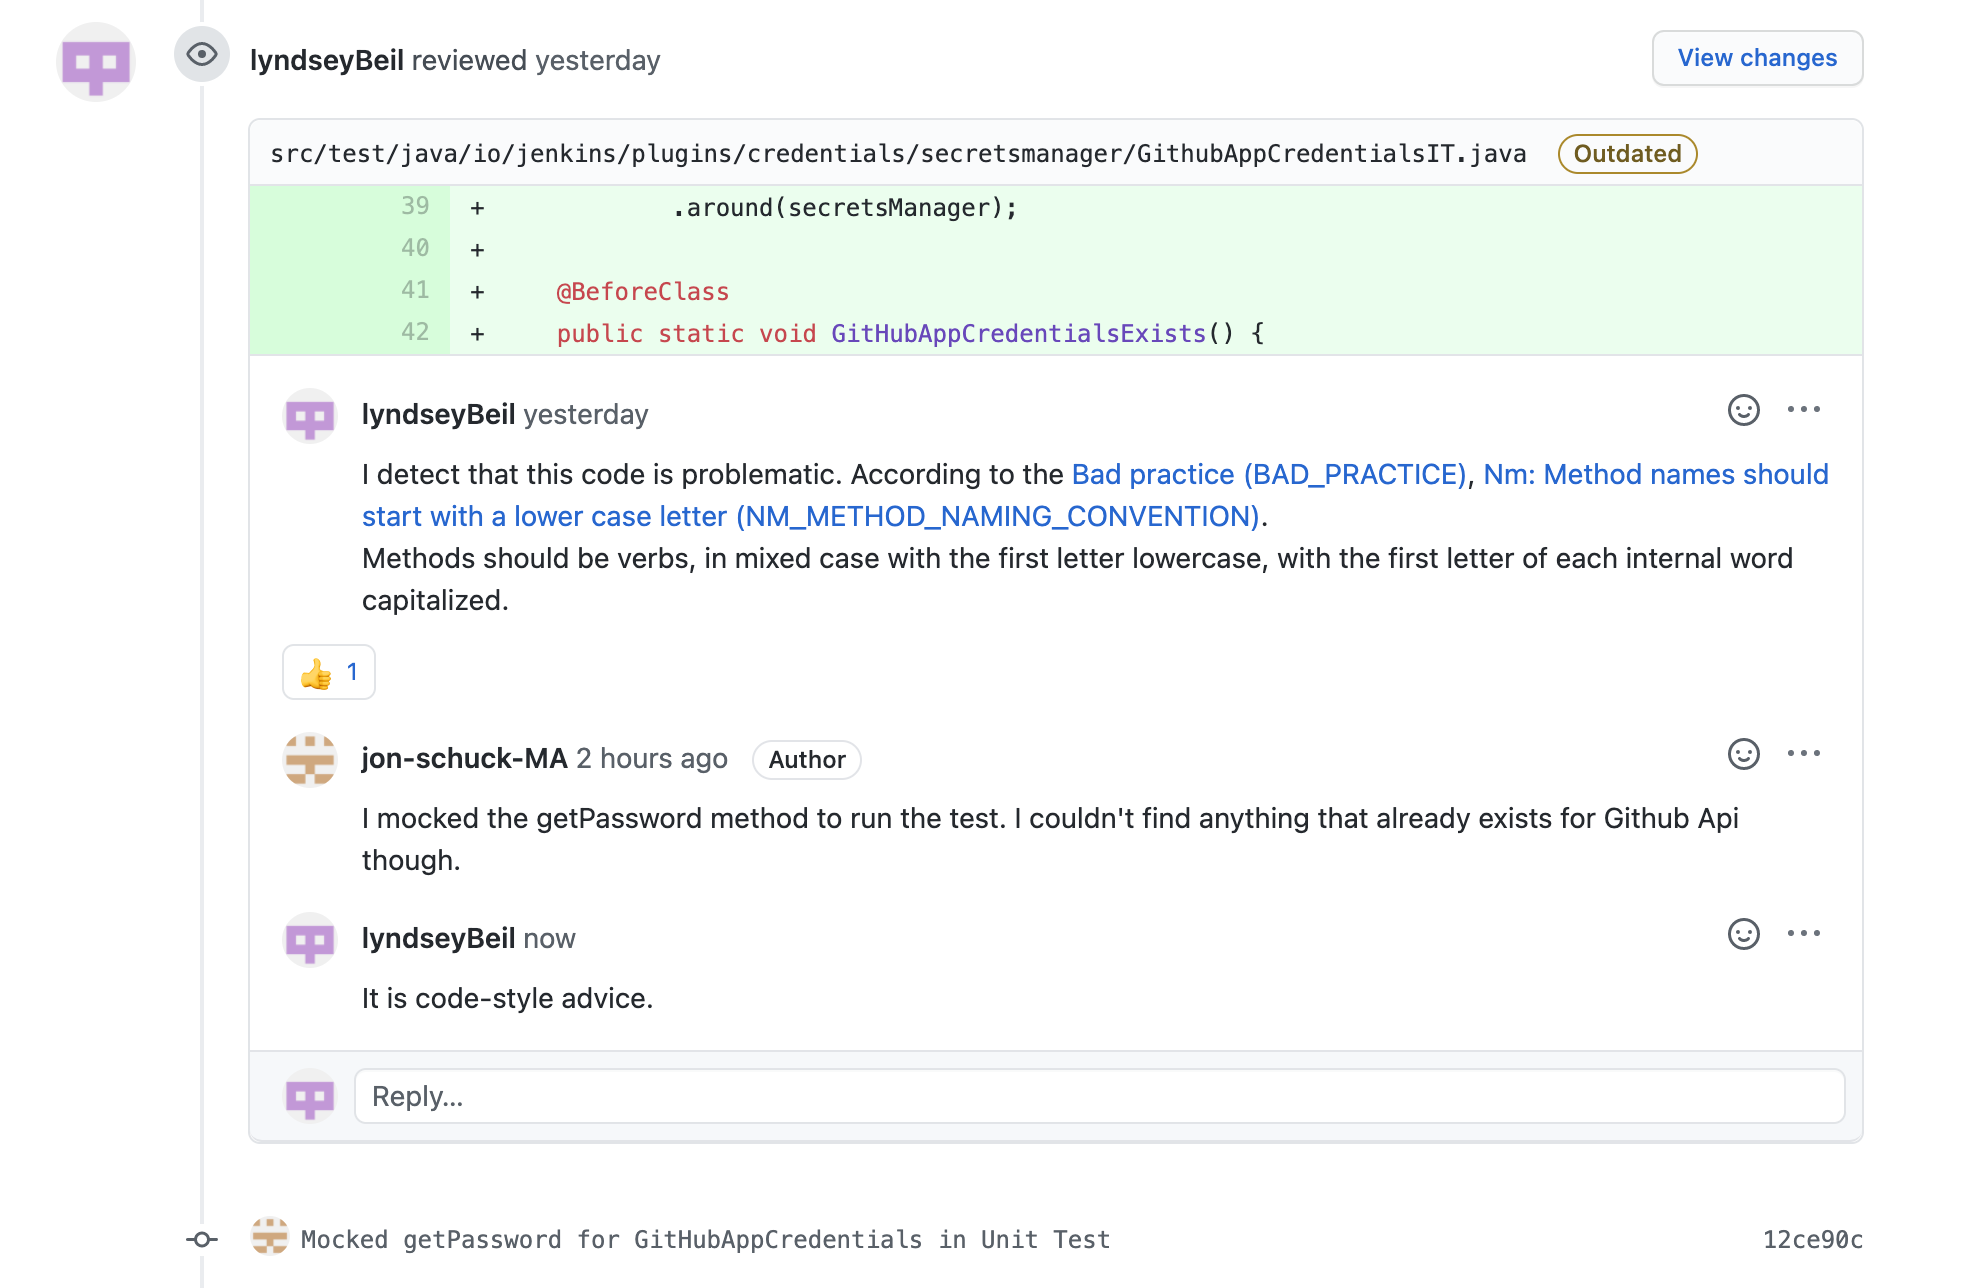 lyndseyBeil reviewed yesterday
View changes
src/test/java/io/jenkins/plugins/credentials/secretsmanager/GithubAppCredentialsIT.java Outdated
39 + .around(secretsManager);
40 +
41 + @BeforeClass
42 + public static void GitHubAppCredentialsExists() {
lyndseyBeil yesterday
I detect that this code is problematic. According to the Bad practice (BAD_PRACTICE), Nm: Method names should
start with a lower case letter (NM_METHOD_NAMING_CONVENTION).
Methods should be verbs, in mixed case with the first letter lowercase, with the first letter of each internal word
capitalized.
👍 1
jon-schuck-MA 2 hours ago Author
I mocked the getPassword method to run the test. I couldn't find anything that already exists for Github Api
though.
lyndseyBeil now
It is code-style advice.
Reply...
Mocked getPassword for GitHubAppCredentials in Unit Test 12ce90c